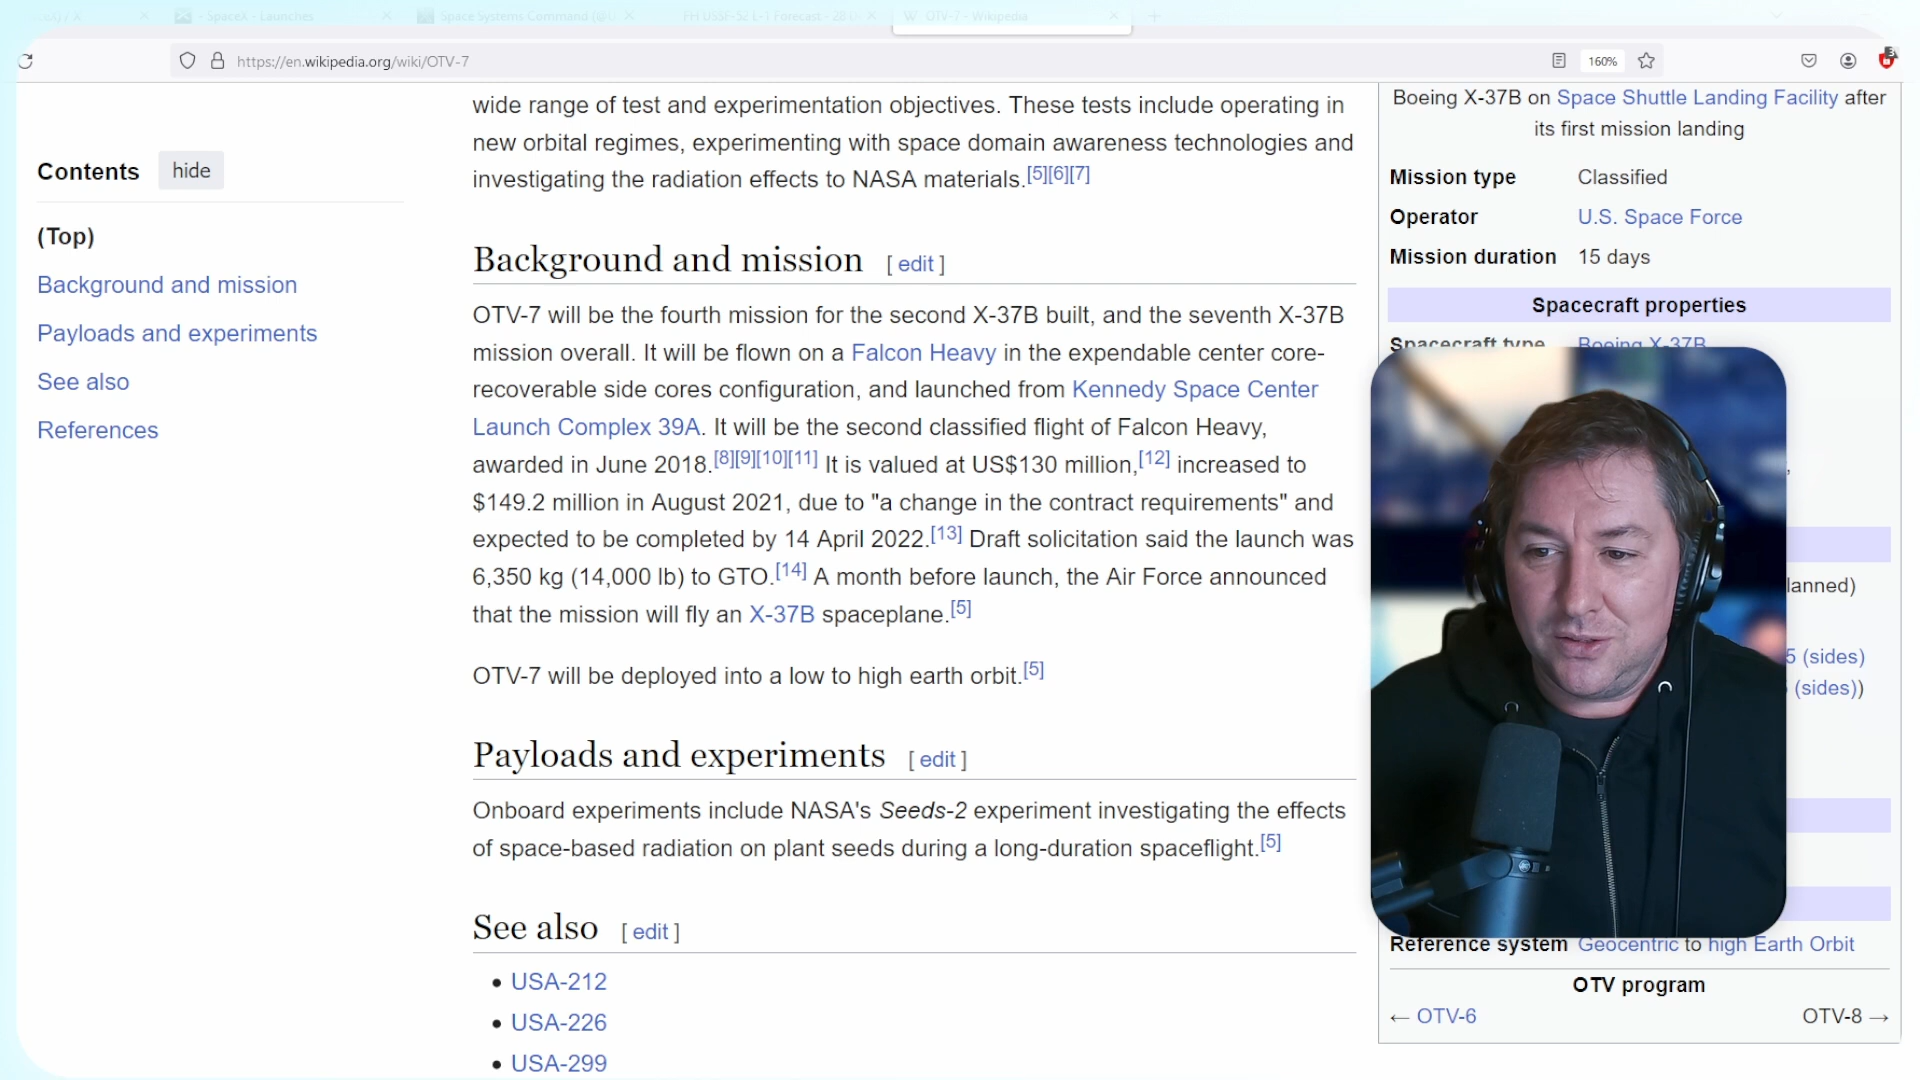 - SpaceX - Launches
Space Systems Command (@U
FH USSF-52 L-1 Forecast - 28
OTV-7 - Wikipedia
https://en.wikipedia.org/wiki/OTV-7
160%
Contents hide
(Top)
Background and mission
Payloads and experiments
See also
References
wide range of test and experimentation objectives. These tests include operating in
new orbital regimes, experimenting with space domain awareness technologies and
investigating the radiation effects to NASA materials.[5][6][7]
Background and mission [ edit ]
OTV-7 will be the fourth mission for the second X-37B built, and the seventh X-37B
mission overall. It will be flown on a Falcon Heavy in the expendable center core-
recoverable side cores configuration, and launched from Kennedy Space Center
Launch Complex 39A. It will be the second classified flight of Falcon Heavy,
awarded in June 2018.[8][9][10][11] It is valued at US$130 million,[12] increased to
$149.2 million in August 2021, due to "a change in the contract requirements" and
expected to be completed by 14 April 2022.[13] Draft solicitation said the launch was
6,350 kg (14,000 lb) to GTO.[14] A month before launch, the Air Force announced
that the mission will fly an X-37B spaceplane.[5]
OTV-7 will be deployed into a low to high earth orbit.[5]
Payloads and experiments [ edit ]
Onboard experiments include NASA's Seeds-2 experiment investigating the effects
of space-based radiation on plant seeds during a long-duration spaceflight.[5]
See also [ edit ]
• USA-212
• USA-226
• USA-299
Boeing X-37B on Space Shuttle Landing Facility after
its first mission landing
Mission type Classified
Operator U.S. Space Force
Mission duration 15 days
Spacecraft properties
Spacecraft type Boeing X-37B
lanned)
5 (sides)
(sides))
Reference system Geocentric to high Earth Orbit
OTV program
← OTV-6 OTV-8 →